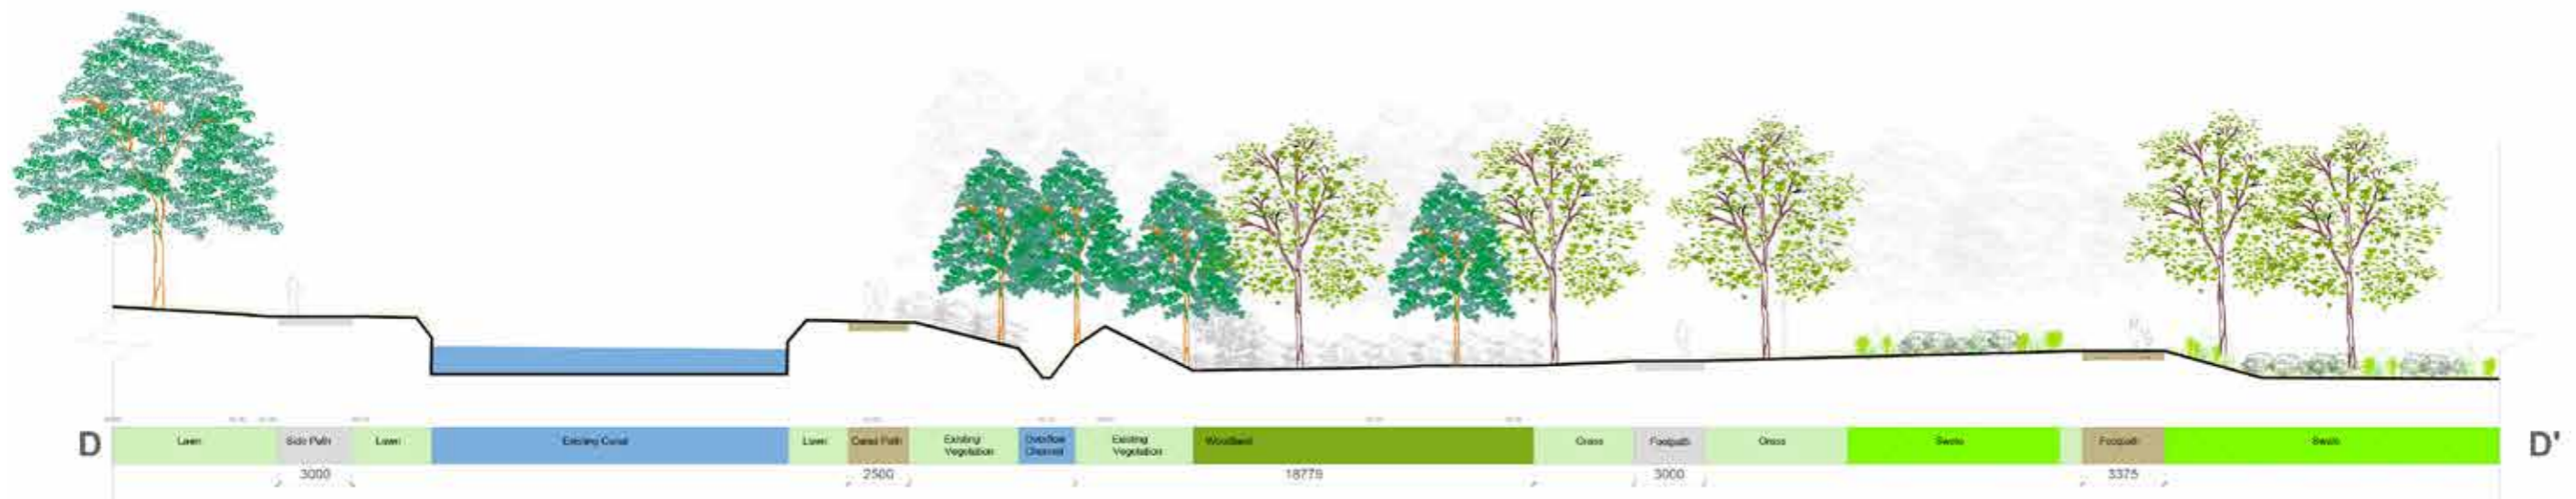 D
Lawn
Side Path
Lawn
Existing Canal
Lawn
Canal Path
Existing
Vegetation
Overflow
Channel
Existing
Vegetation
Woodland
Grass
Footpath
Grass
Swale
Footpath
Swale
D'
3000
2500
18775
3000
3375